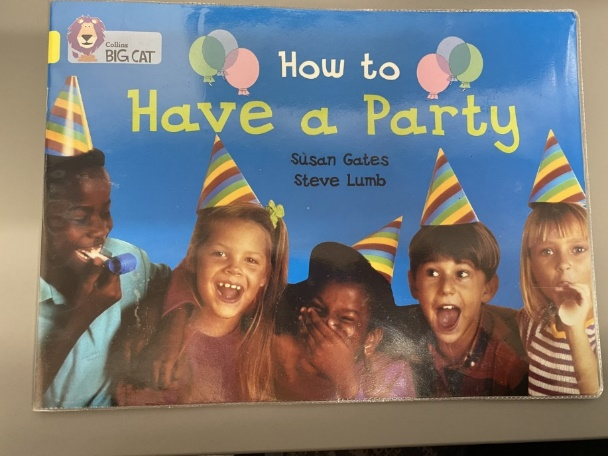 Collins
BIG CAT
How to
Have a Party
Susan Gates
Steve Lumb